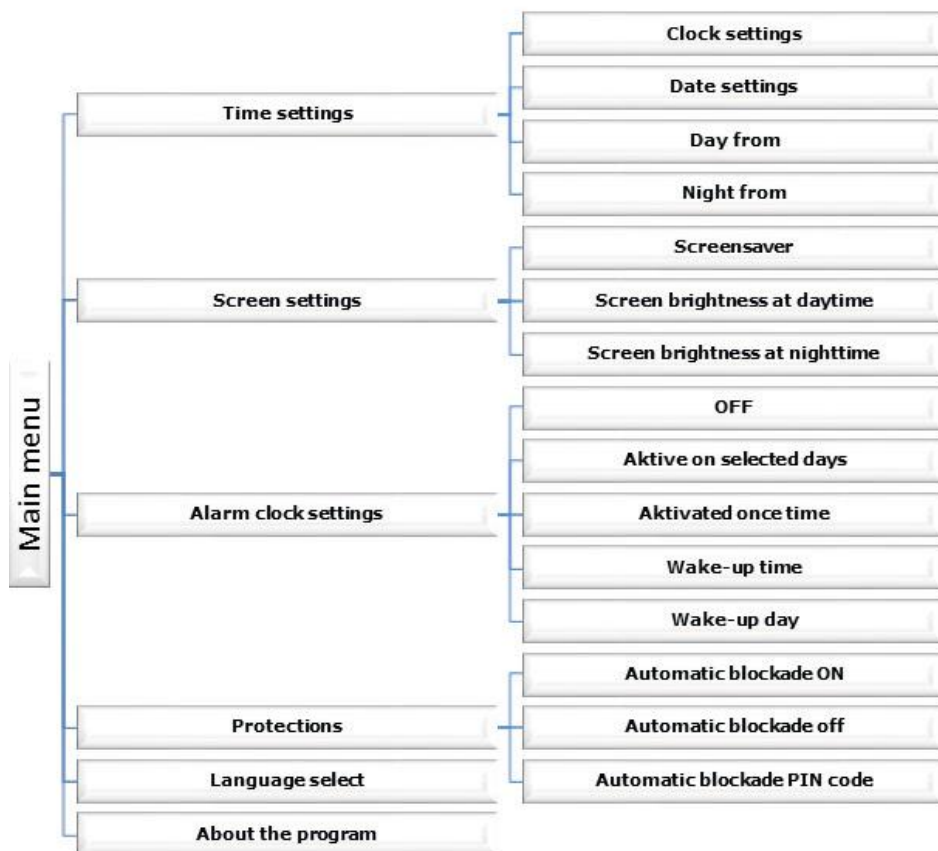 Main menu
Time settings
Clock settings
Date settings
Day from
Night from
Screen settings
Screensaver
Screen brightness at daytime
Screen brightness at nighttime
Alarm clock settings
OFF
Aktive on selected days
Aktivated once time
Wake-up time
Wake-up day
Protections
Automatic blockade ON
Automatic blockade off
Automatic blockade PIN code
Language select
About the program